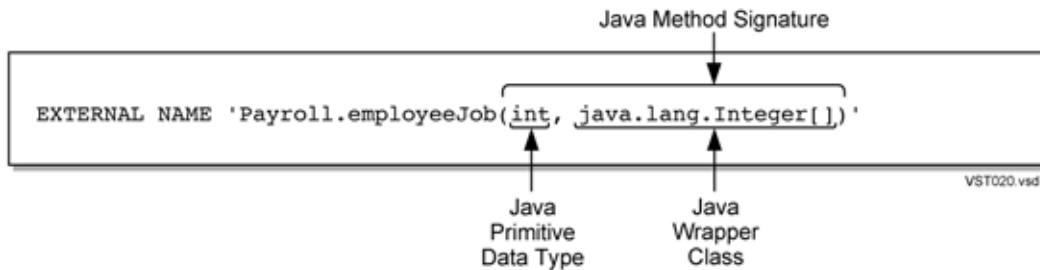 Java Method Signature
EXTERNAL NAME 'Payroll.employeeJob(int, java.lang.Integer[])'
VST020.vsd
Java
Primitive
Data Type
Java
Wrapper
Class